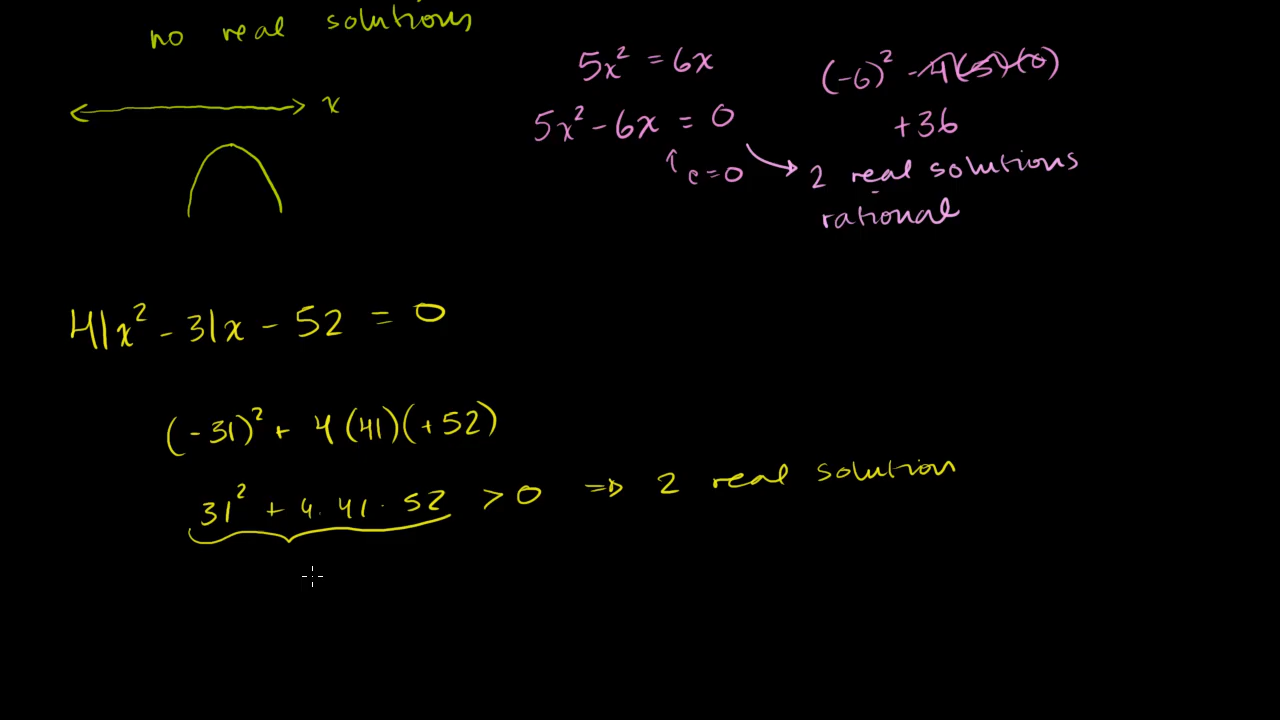 no real solutions
x
5x² = 6x
5x² - 6x = 0
c = 0
(-6)² - 4(5)(0)
+36
2 real solutions
rational
41x² - 31x - 52 = 0
(-31)² + 4(41)(+52)
31² + 4·41·52 > 0 ⇒ 2 real solution